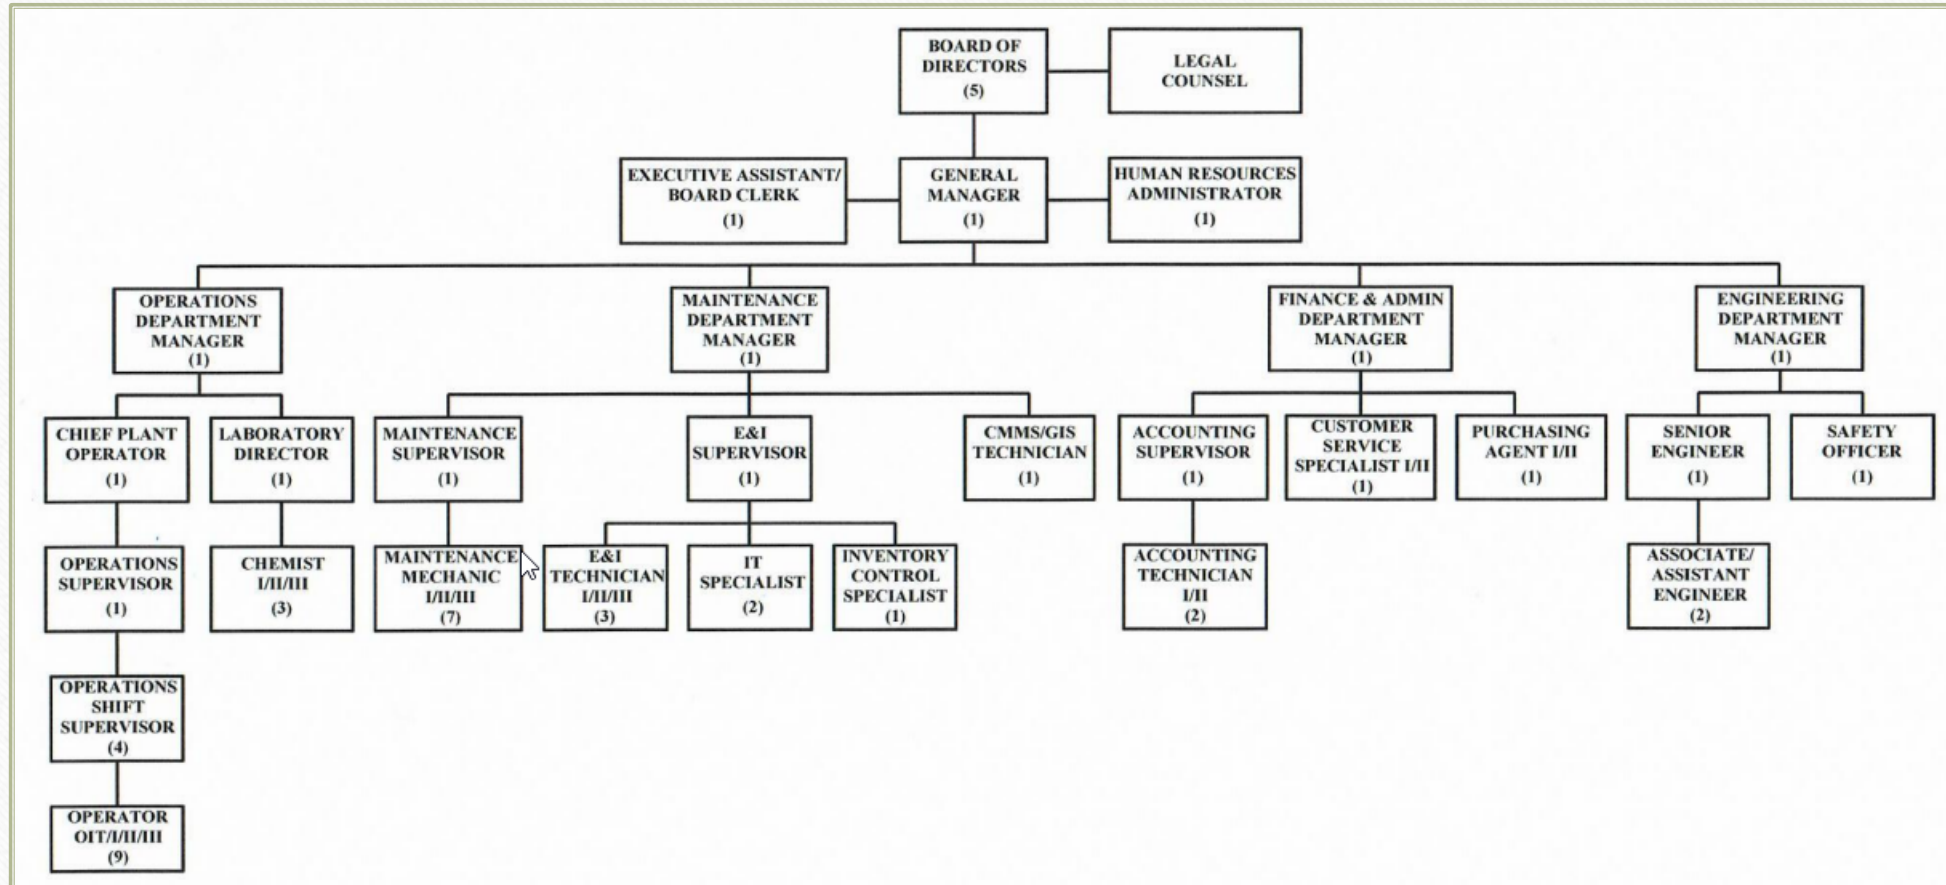 BOARD OF
DIRECTORS
(5)
LEGAL
COUNSEL
EXECUTIVE ASSISTANT/
BOARD CLERK
(1)
GENERAL
MANAGER
(1)
HUMAN RESOURCES
ADMINISTRATOR
(1)
OPERATIONS
DEPARTMENT
MANAGER
(1)
MAINTENANCE
DEPARTMENT
MANAGER
(1)
FINANCE & ADMIN
DEPARTMENT
MANAGER
(1)
ENGINEERING
DEPARTMENT
MANAGER
(1)
CHIEF PLANT
OPERATOR
(1)
LABORATORY
DIRECTOR
(1)
MAINTENANCE
SUPERVISOR
(1)
E&I
SUPERVISOR
(1)
CMMS/GIS
TECHNICIAN
(1)
ACCOUNTING
SUPERVISOR
(1)
CUSTOMER
SERVICE
SPECIALIST I/II
(1)
PURCHASING
AGENT I/II
(1)
SENIOR
ENGINEER
(1)
SAFETY
OFFICER
(1)
OPERATIONS
SUPERVISOR
(1)
CHEMIST
I/II/III
(3)
MAINTENANCE
MECHANIC
I/II/III
(7)
E&I
TECHNICIAN
I/II/III
(3)
IT
SPECIALIST
(2)
INVENTORY
CONTROL
SPECIALIST
(1)
ACCOUNTING
TECHNICIAN
I/II
(2)
ASSOCIATE/
ASSISTANT
ENGINEER
(2)
OPERATIONS
SHIFT
SUPERVISOR
(4)
OPERATOR
OIT/I/II/III
(9)